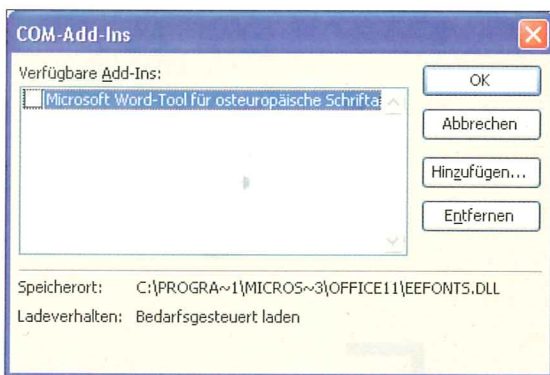 COM-Add-Ins
Verfügbare Add-Ins:
Microsoft Word-Tool für osteuropäische Schrifta
OK
Abbrechen
Hinzufügen...
Entfernen
Speicherort: C:\PROGRA~1\MICROS~3\OFFICE11\EEFONTS.DLL
Ladeverhalten: Bedarfsgesteuert laden